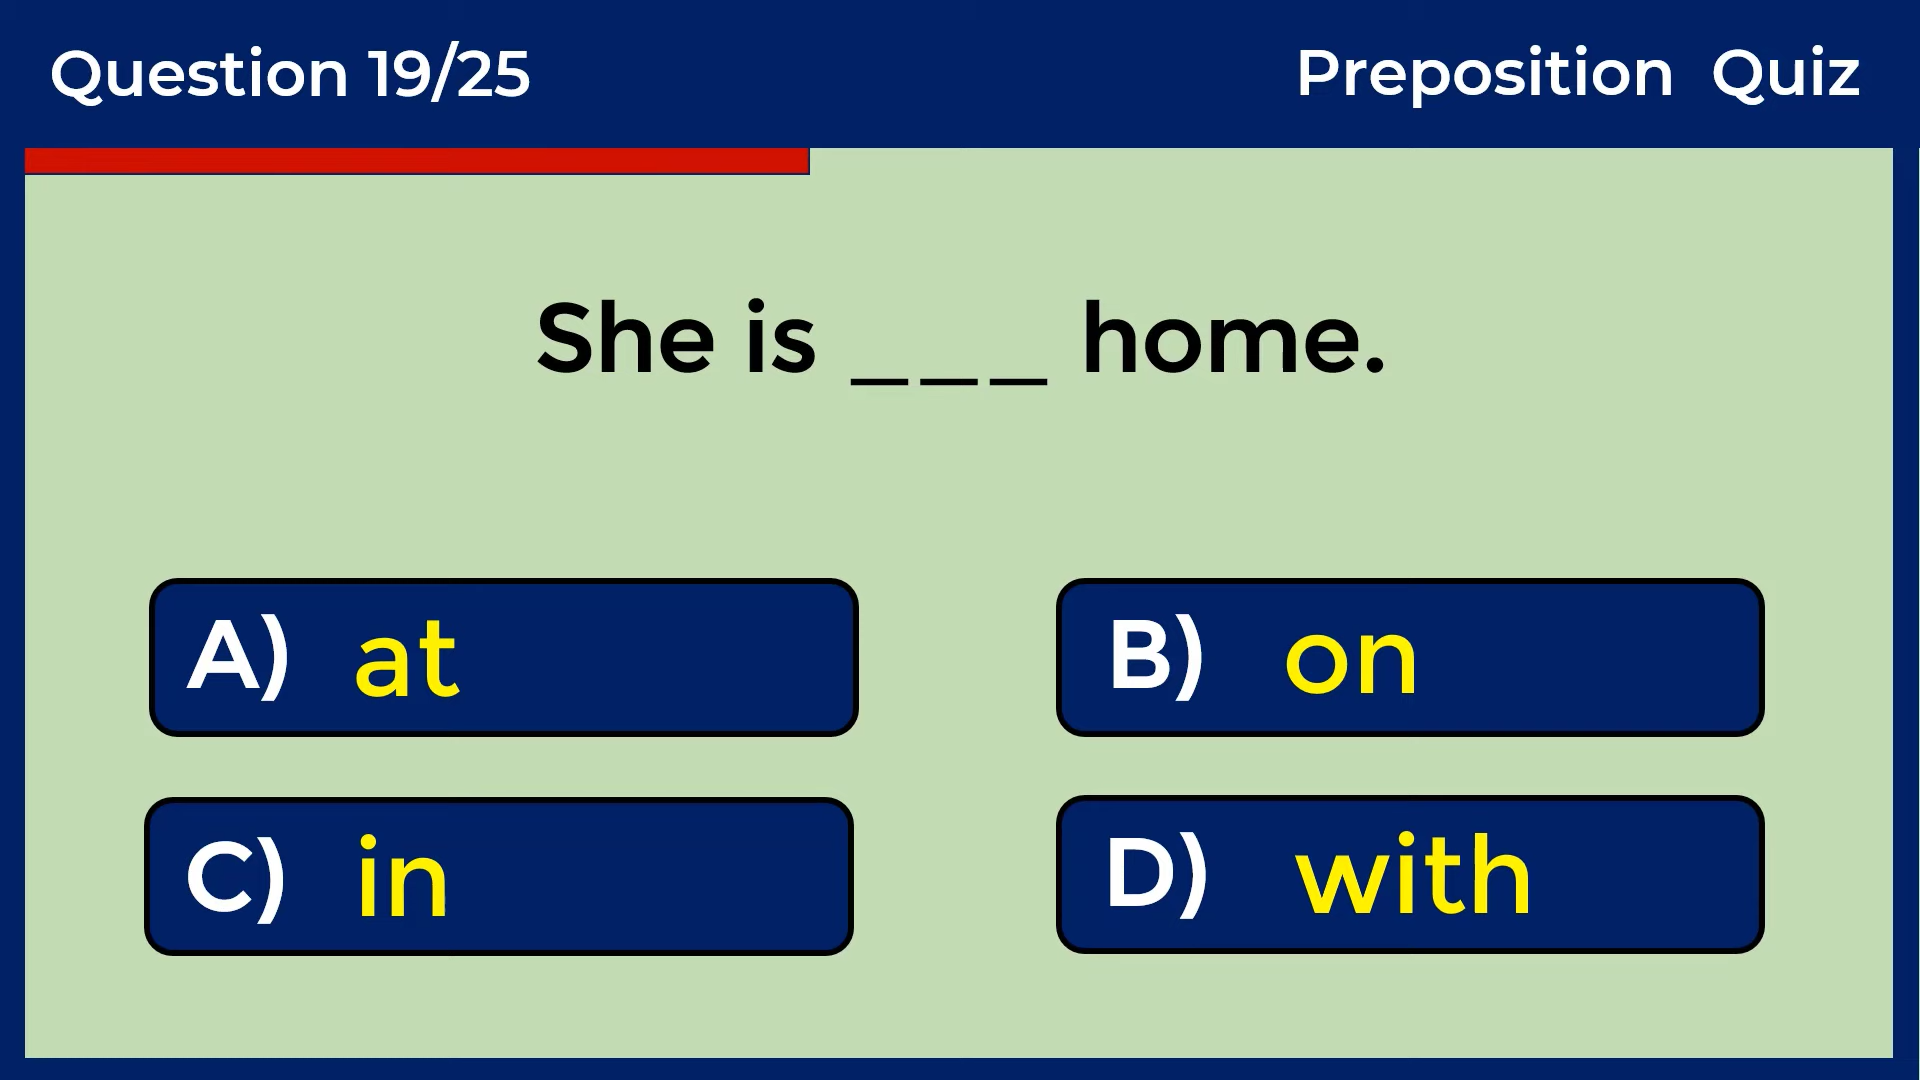 Question 19/25
Preposition Quiz
She is ___ home.
A) at
B) on
C) in
D) with